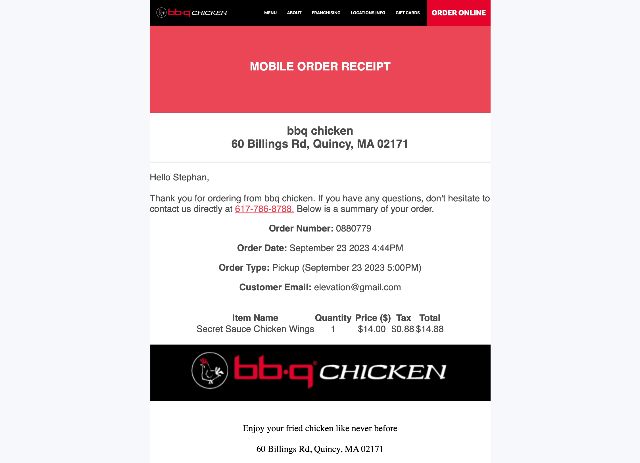 bb.q CHICKEN MENU ABOUT FRANCHISING LOCATIONS INFO GIFT CARDS ORDER ONLINE
MOBILE ORDER RECEIPT
bbq chicken
60 Billings Rd, Quincy, MA 02171
Hello Stephan,
Thank you for ordering from bbq chicken. If you have any questions, don't hesitate to
contact us directly at 617-786-8788. Below is a summary of your order.
Order Number: 0880779
Order Date: September 23 2023 4:44PM
Order Type: Pickup (September 23 2023 5:00PM)
Customer Email: elevation@gmail.com
Item Name Quantity Price ($) Tax Total
Secret Sauce Chicken Wings 1 $14.00 $0.88 $14.88
bb.q CHICKEN
Enjoy your fried chicken like never before
60 Billings Rd, Quincy, MA 02171